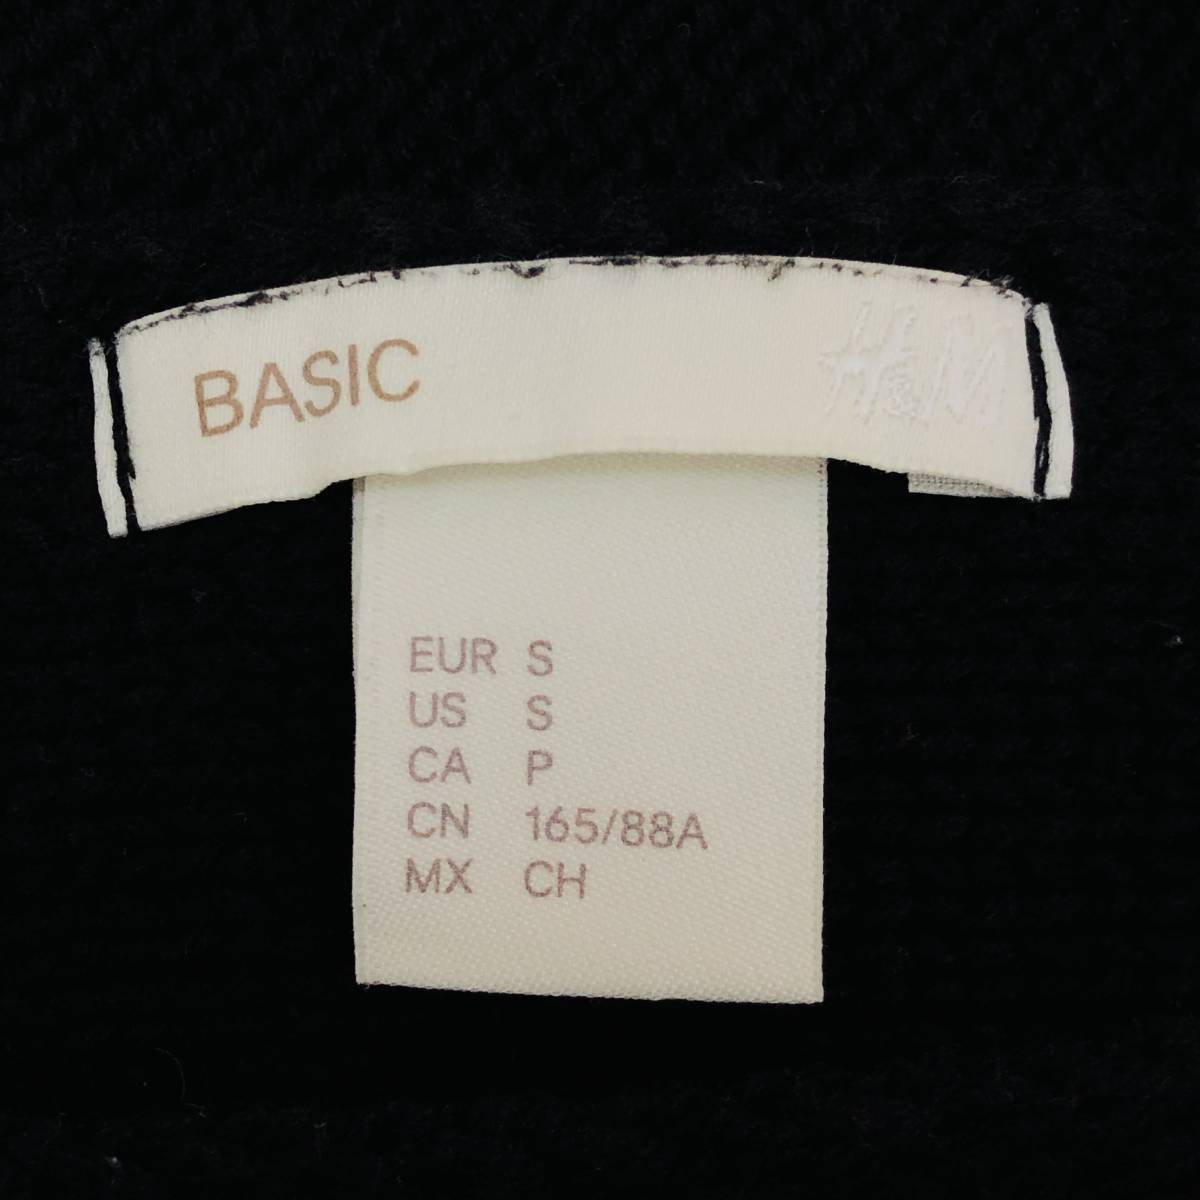 BASIC H&M
EUR S
US S
CA P
CN 165/88A
MX CH